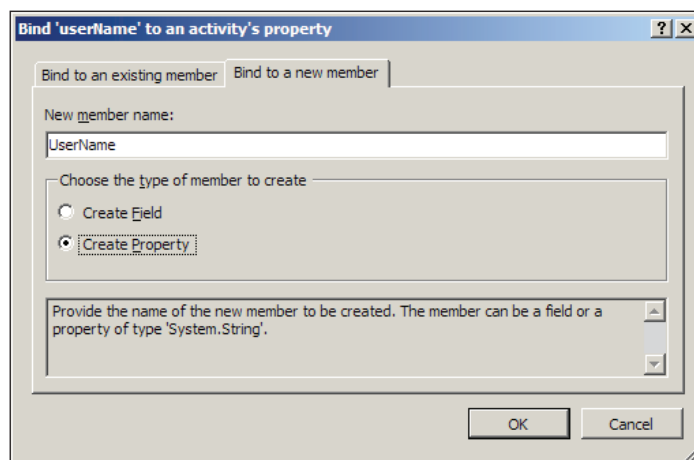 Bind 'userName' to an activity's property
Bind to an existing member Bind to a new member
New member name:
UserName
Choose the type of member to create
Create Field
Create Property
Provide the name of the new member to be created. The member can be a field or a
property of type 'System.String'.
OK Cancel